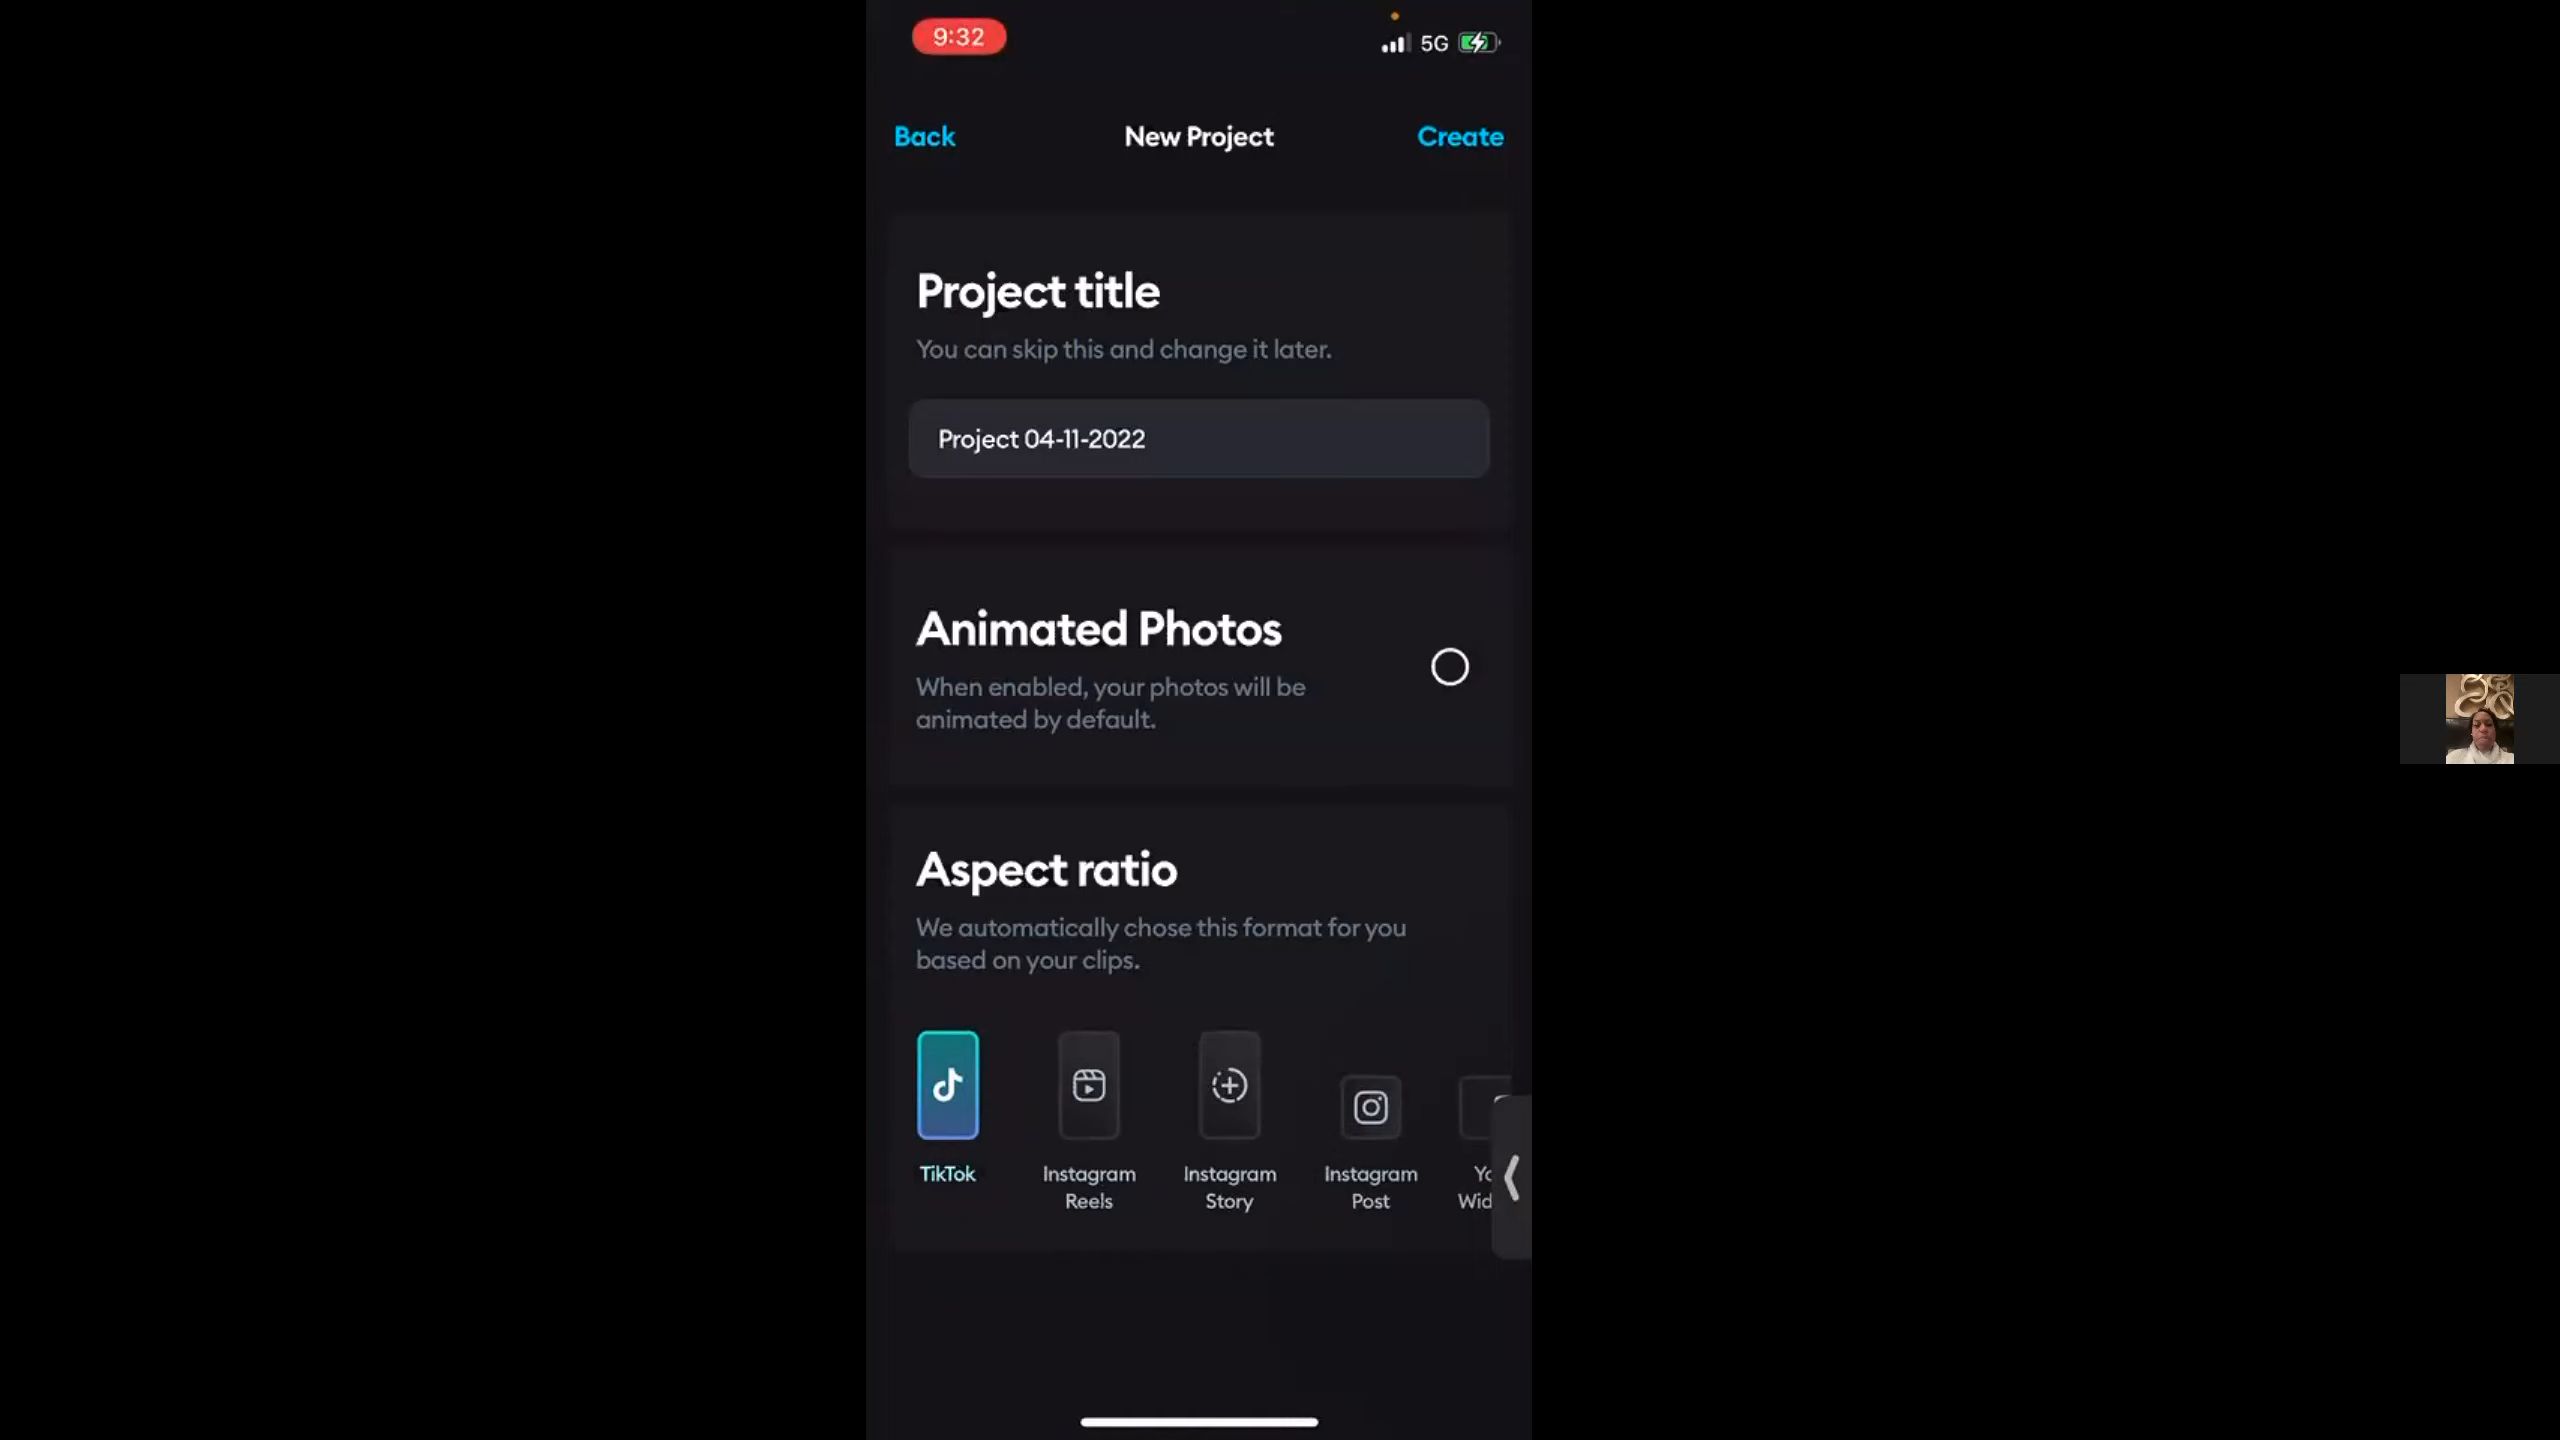 9:32
5G
Back
New Project
Create
Project title
You can skip this and change it later.
Project 04-11-2022
Animated Photos
When enabled, your photos will be
animated by default.
Aspect ratio
We automatically chose this format for you
based on your clips.
TikTok
Instagram
Reels
Instagram
Story
Instagram
Post